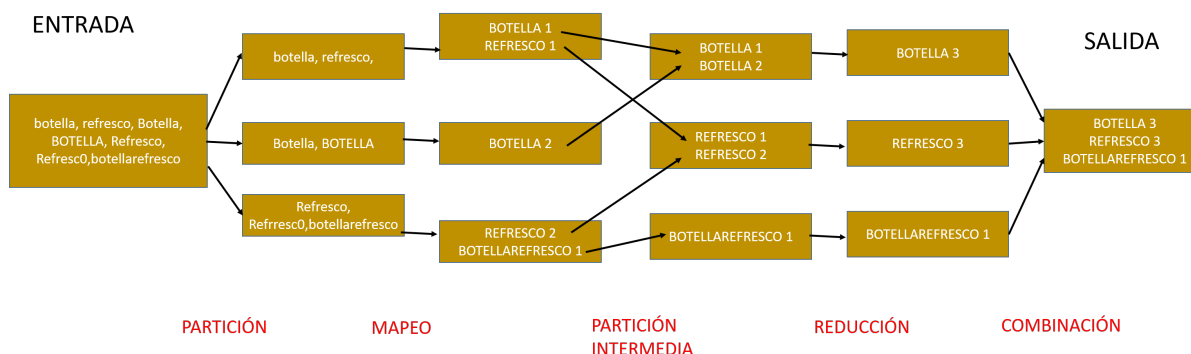 ENTRADA
SALIDA
botella, refresco, Botella,
BOTELLA, Refresco,
Refresc0,botellarefresco
botella, refresco,
Botella, BOTELLA
Refresco,
Refrresc0,botellarefresco
BOTELLA 1
REFRESCO 1
BOTELLA 2
REFRESCO 2
BOTELLAREFRESCO 1
BOTELLA 1
BOTELLA 2
REFRESCO 1
REFRESCO 2
BOTELLAREFRESCO 1
BOTELLA 3
REFRESCO 3
BOTELLAREFRESCO 1
BOTELLA 3
REFRESCO 3
BOTELLAREFRESCO 1
PARTICIÓN
MAPEO
PARTICIÓN
INTERMEDIA
REDUCCIÓN
COMBINACIÓN